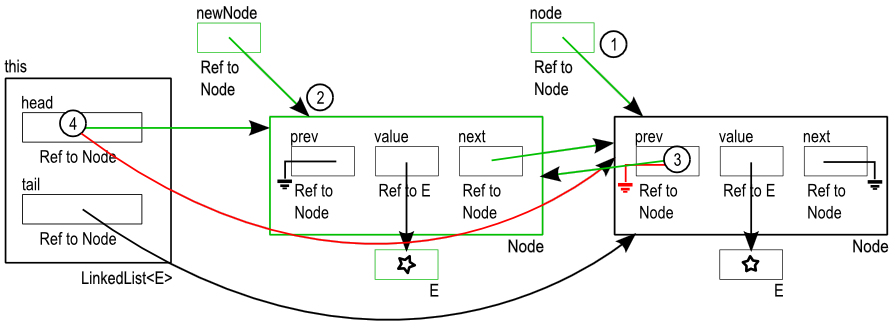 newNode
Ref to
Node
node
1
Ref to
Node
this
head
4
Ref to Node
tail
Ref to Node
LinkedList<E>
2
prev
value
next
Ref to
Node
Ref to E
Ref to
Node
Node
E
prev
value
next
3
Ref to
Node
Ref to E
Ref to
Node
Node
E